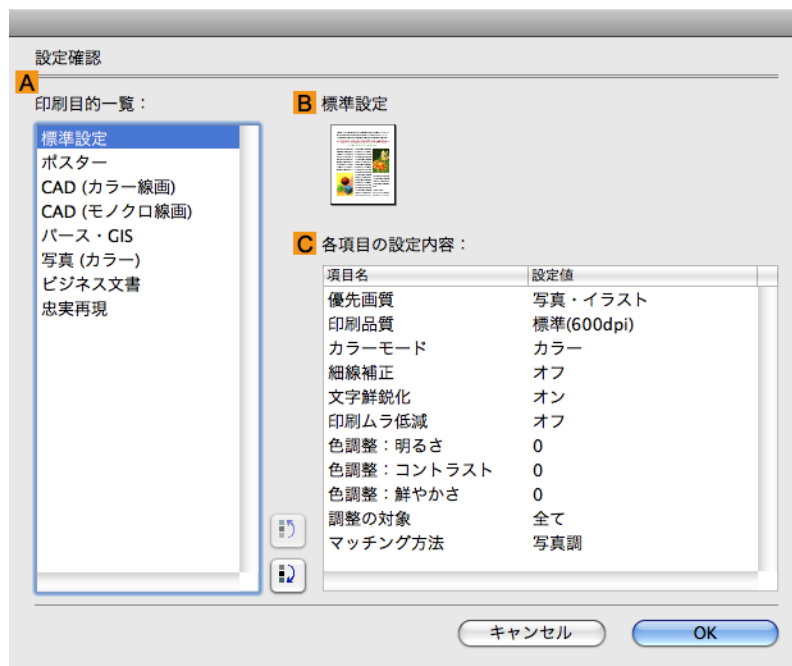 設定確認
A
印刷目的一覧：
標準設定
ポスター
CAD (カラー線画)
CAD (モノクロ線画)
パース・GIS
写真 (カラー)
ビジネス文書
忠実再現
B 標準設定
C 各項目の設定内容：
項目名 設定値
優先画質 写真・イラスト
印刷品質 標準(600dpi)
カラーモード カラー
細線補正 オフ
文字鮮鋭化 オン
印刷ムラ低減 オフ
色調整：明るさ 0
色調整：コントラスト 0
色調整：鮮やかさ 0
調整の対象 全て
マッチング方法 写真調
キャンセル OK